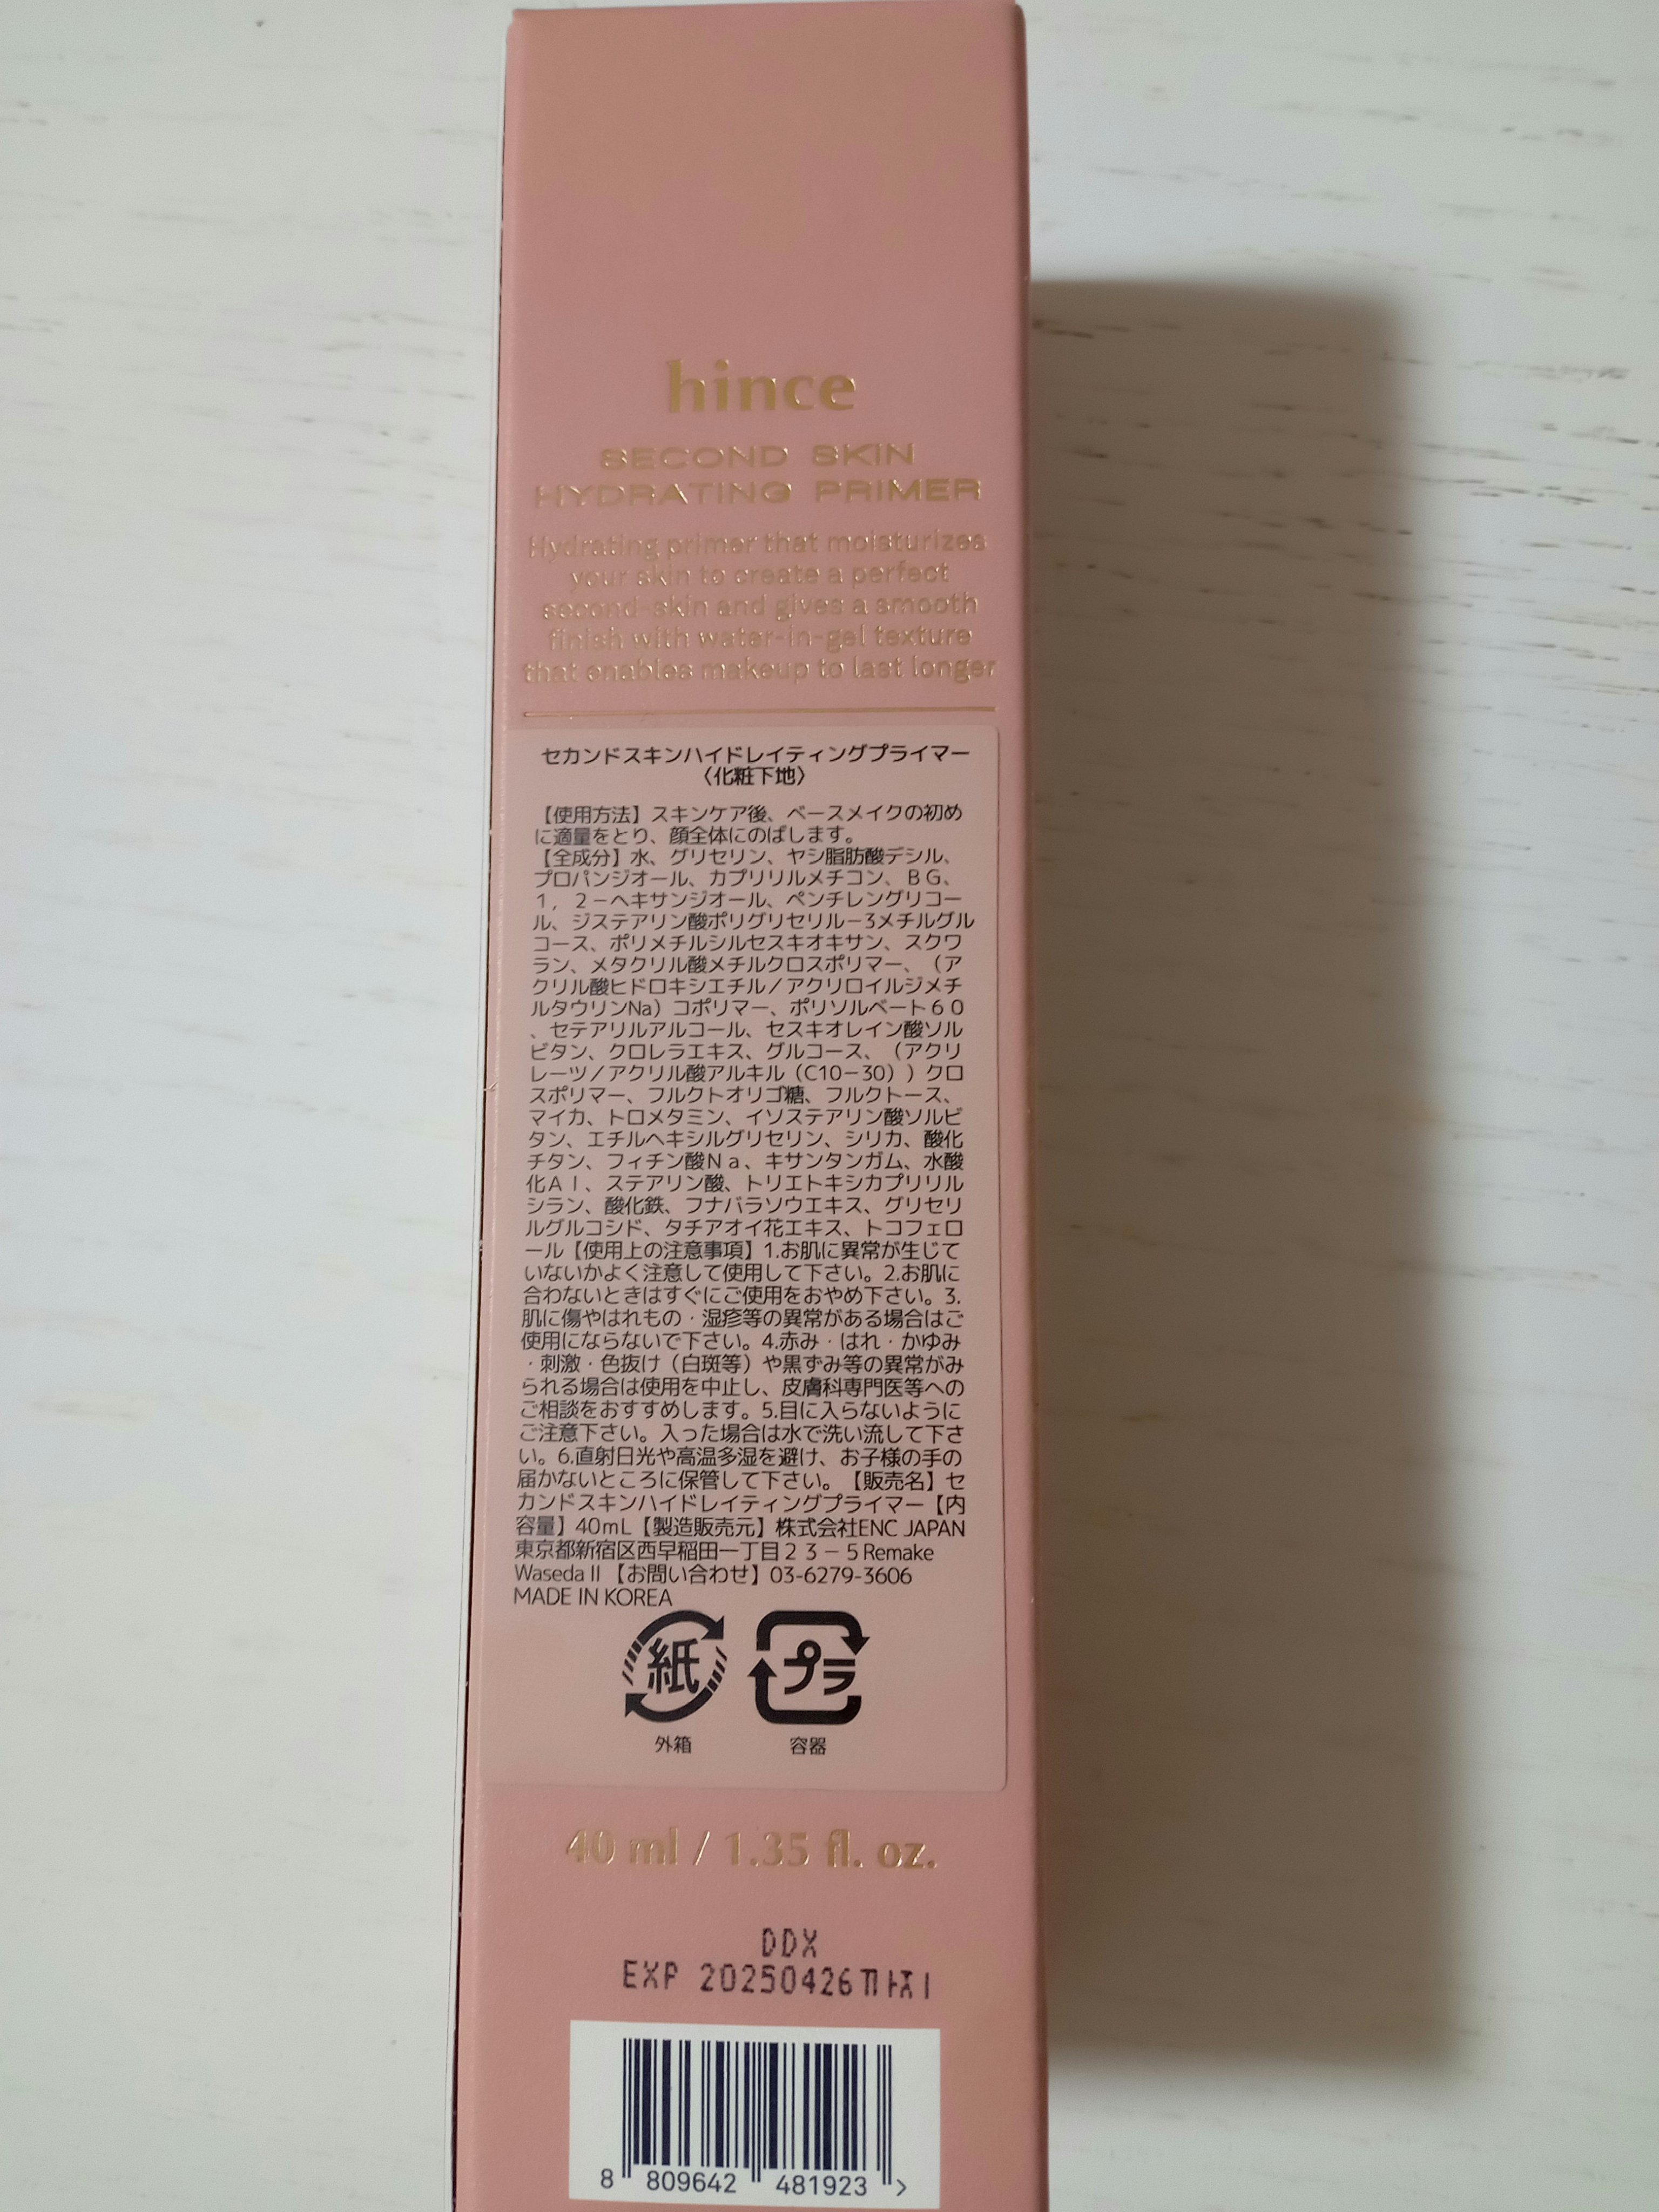 hince
SECOND SKIN
HYDRATING PRIMER
Hydrating primer that moisturizes
your skin to create a perfect
second-skin and gives a smooth
finish with water-in-gel texture
that enables makeup to last longer
セカンドスキンハイドレイティングプライマー
〈化粧下地〉
【使用方法】スキンケア後、ベースメイクの初め
に適量をとり、顔全体にのばします。
【全成分】水、グリセリン、ヤシ脂肪酸デシル、
プロパンジオール、カプリリルメチコン、ＢＧ、
１，２－ヘキサンジオール、ペンチレングリコー
ル、ジステアリン酸ポリグリセリル－3メチルグル
コース、ポリメチルシルセスキオキサン、スクワ
ラン、メタクリル酸メチルクロスポリマー、（ア
クリル酸ヒドロキシエチル／アクリロイルジメチ
ルタウリンNa）コポリマー、ポリソルベート６０
、セテアリルアルコール、セスキオレイン酸ソル
ビタン、クロレラエキス、グルコース、（アクリ
レーツ／アクリル酸アルキル（C10－30））クロ
スポリマー、フルクトオリゴ糖、フルクトース、
マイカ、トロメタミン、イソステアリン酸ソルビ
タン、エチルヘキシルグリセリン、シリカ、酸化
チタン、フィチン酸Ｎａ、キサンタンガム、水酸
化Ａｌ、ステアリン酸、トリエトキシカプリリル
シラン、酸化鉄、フナバラソウエキス、グリセリ
ルグルコシド、タチアオイ花エキス、トコフェロ
ール【使用上の注意事項】1.お肌に異常が生じて
いないかよく注意して使用して下さい。2.お肌に
合わないときはすぐにご使用をおやめ下さい。3.
肌に傷やはれもの・湿疹等の異常がある場合はご
使用にならないで下さい。4.赤み・はれ・かゆみ
・刺激・色抜け（白斑等）や黒ずみ等の異常がみ
られる場合は使用を中止し、皮膚科専門医等への
ご相談をおすすめします。5.目に入らないように
ご注意下さい。入った場合は水で洗い流して下さ
い。6.直射日光や高温多湿を避け、お子様の手の
届かないところに保管して下さい。【販売名】セ
カンドスキンハイドレイティングプライマー【内
容量】40mL【製造販売元】株式会社ENC JAPAN
東京都新宿区西早稲田一丁目２３－５Remake
Waseda II【お問い合わせ】03-6279-3606
MADE IN KOREA
紙 プラ
外箱 容器
40 ml / 1.35 fl. oz.
DDX
EXP 20250426까지
8 809642 481923 >